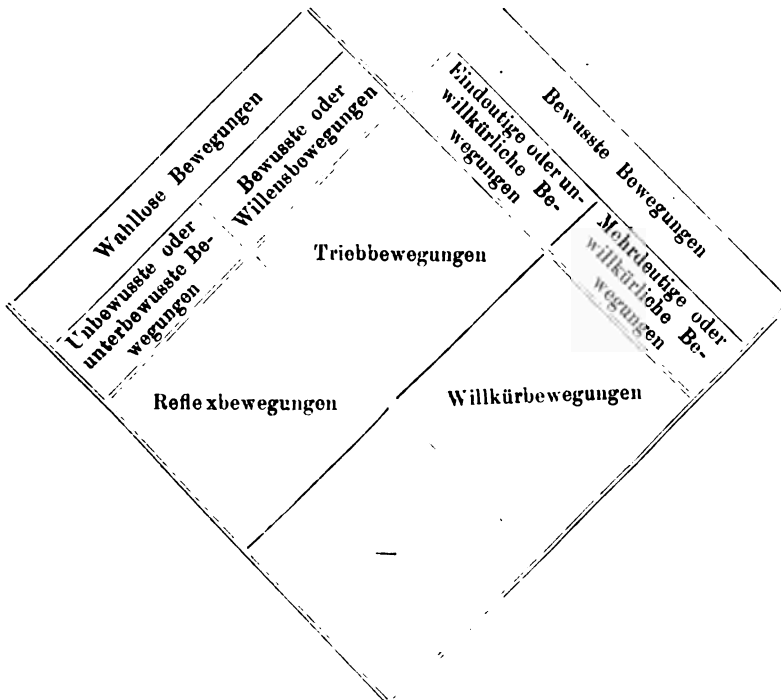 Wahllose Bewegungen
Unbewusste oder
unterbewusste Be-
wegungen
Bewusste oder
Willensbewegungen
Bewusste Bewegungen
Eindeutige oder un-
willkürliche Be-
wegungen
Mehrdeutige oder
willkürliche Be-
wegungen
Triebbewegungen
Reflexbewegungen
Willkürbewegungen